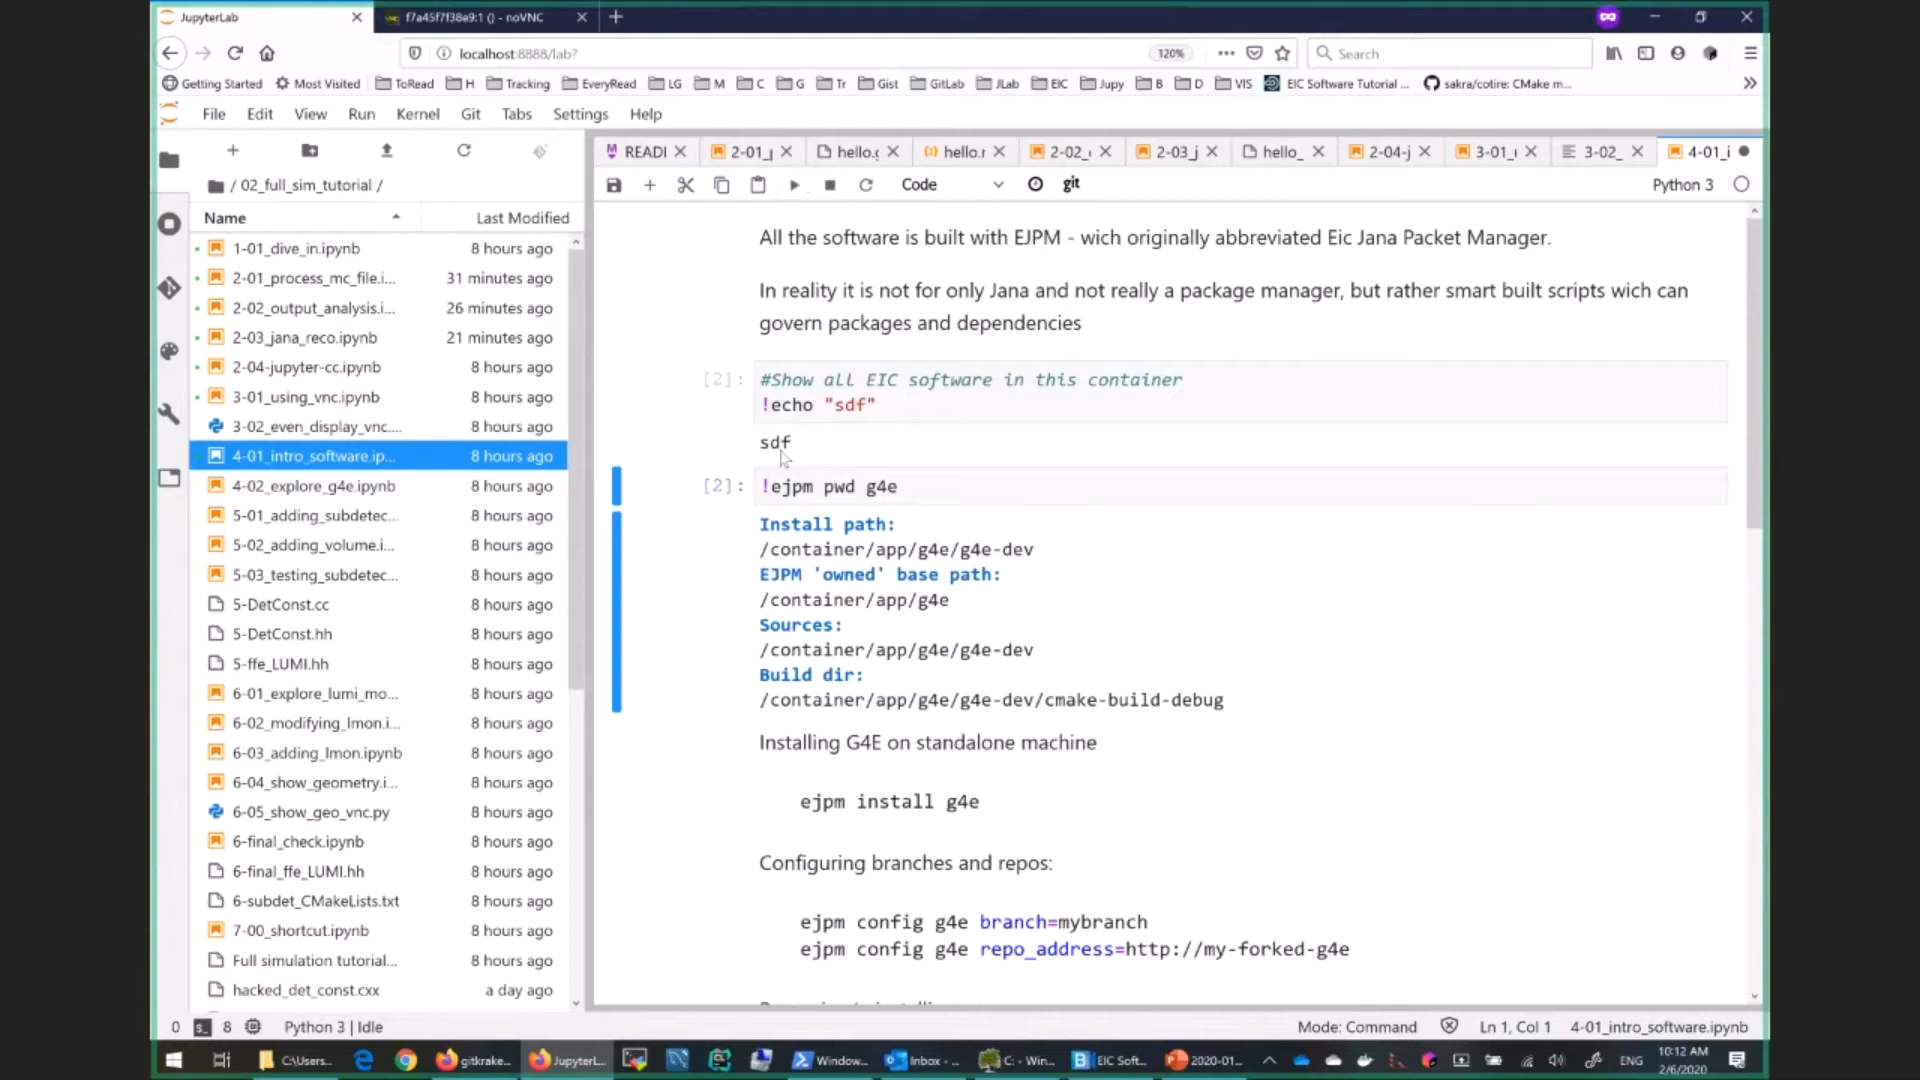 JupyterLab
f7a45f7f38e9:1 () - noVNC
localhost:8888/lab?
120%
Search
Getting Started
Most Visited
ToRead
H
Tracking
EveryRead
LG
M
C
G
Tr
Gist
GitLab
JLab
EIC
Jupy
B
D
VIS
EIC Software Tutorial ...
sakra/cotire: CMake m...
File Edit View Run Kernel Git Tabs Settings Help
/ 02_full_sim_tutorial /
Name
Last Modified
1-01_dive_in.ipynb 8 hours ago
2-01_process_mc_file.i... 31 minutes ago
2-02_output_analysis.i... 26 minutes ago
2-03_jana_reco.ipynb 21 minutes ago
2-04-jupyter-cc.ipynb 8 hours ago
3-01_using_vnc.ipynb 8 hours ago
3-02_even_display_vnc.... 8 hours ago
4-01_intro_software.ip... 8 hours ago
4-02_explore_g4e.ipynb 8 hours ago
5-01_adding_subdetec... 8 hours ago
5-02_adding_volume.i... 8 hours ago
5-03_testing_subdetec... 8 hours ago
5-DetConst.cc 8 hours ago
5-DetConst.hh 8 hours ago
5-ffe_LUMI.hh 8 hours ago
6-01_explore_lumi_mo... 8 hours ago
6-02_modifying_lmon.i... 8 hours ago
6-03_adding_lmon.ipynb 8 hours ago
6-04_show_geometry.i... 8 hours ago
6-05_show_geo_vnc.py 8 hours ago
6-final_check.ipynb 8 hours ago
6-final_ffe_LUMI.hh 8 hours ago
6-subdet_CMakeLists.txt 8 hours ago
7-00_shortcut.ipynb 8 hours ago
Full simulation tutorial... 8 hours ago
hacked_det_const.cxx a day ago
READI
2-01_
hello.
hello.r
2-02_
2-03_j
hello_
2-04-j
3-01_
3-02_
4-01_i
Code
git
Python 3
All the software is built with EJPM - wich originally abbreviated Eic Jana Packet Manager.
In reality it is not for only Jana and not really a package manager, but rather smart built scripts wich can
govern packages and dependencies
[2]: #Show all EIC software in this container
!echo "sdf"
sdf
[2]: !ejpm pwd g4e
Install path:
/container/app/g4e/g4e-dev
EJPM 'owned' base path:
/container/app/g4e
Sources:
/container/app/g4e/g4e-dev
Build dir:
/container/app/g4e/g4e-dev/cmake-build-debug
Installing G4E on standalone machine
ejpm install g4e
Configuring branches and repos:
ejpm config g4e branch=mybranch
ejpm config g4e repo_address=http://my-forked-g4e
0
8
Python 3 | Idle
Mode: Command
Ln 1, Col 1
4-01_intro_software.ipynb
C:\Users...
gitkrake...
JupyterL...
Window...
Inbox - ...
C: - Win...
EIC Soft...
2020-01...
ENG
10:12 AM
2/6/2020